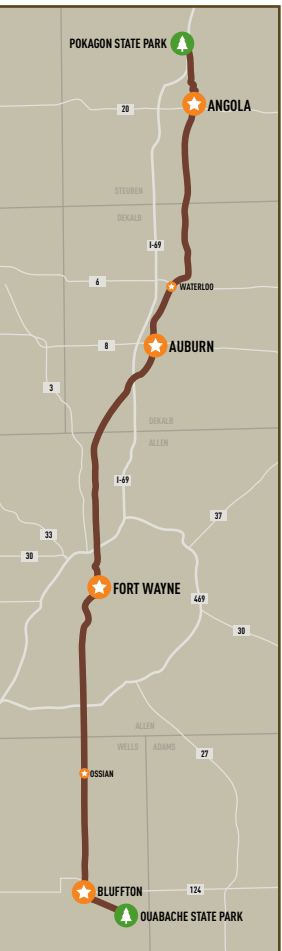 POKAGON STATE PARK
ANGOLA
20
STEUBEN
DEKALB
I-69
6
WATERLOO
8
AUBURN
3
DEKALB
ALLEN
I-69
37
33
30
FORT WAYNE
469
30
ALLEN
WELLS
ADAMS
27
OSSIAN
BLUFFTON
124
OUABACHE STATE PARK